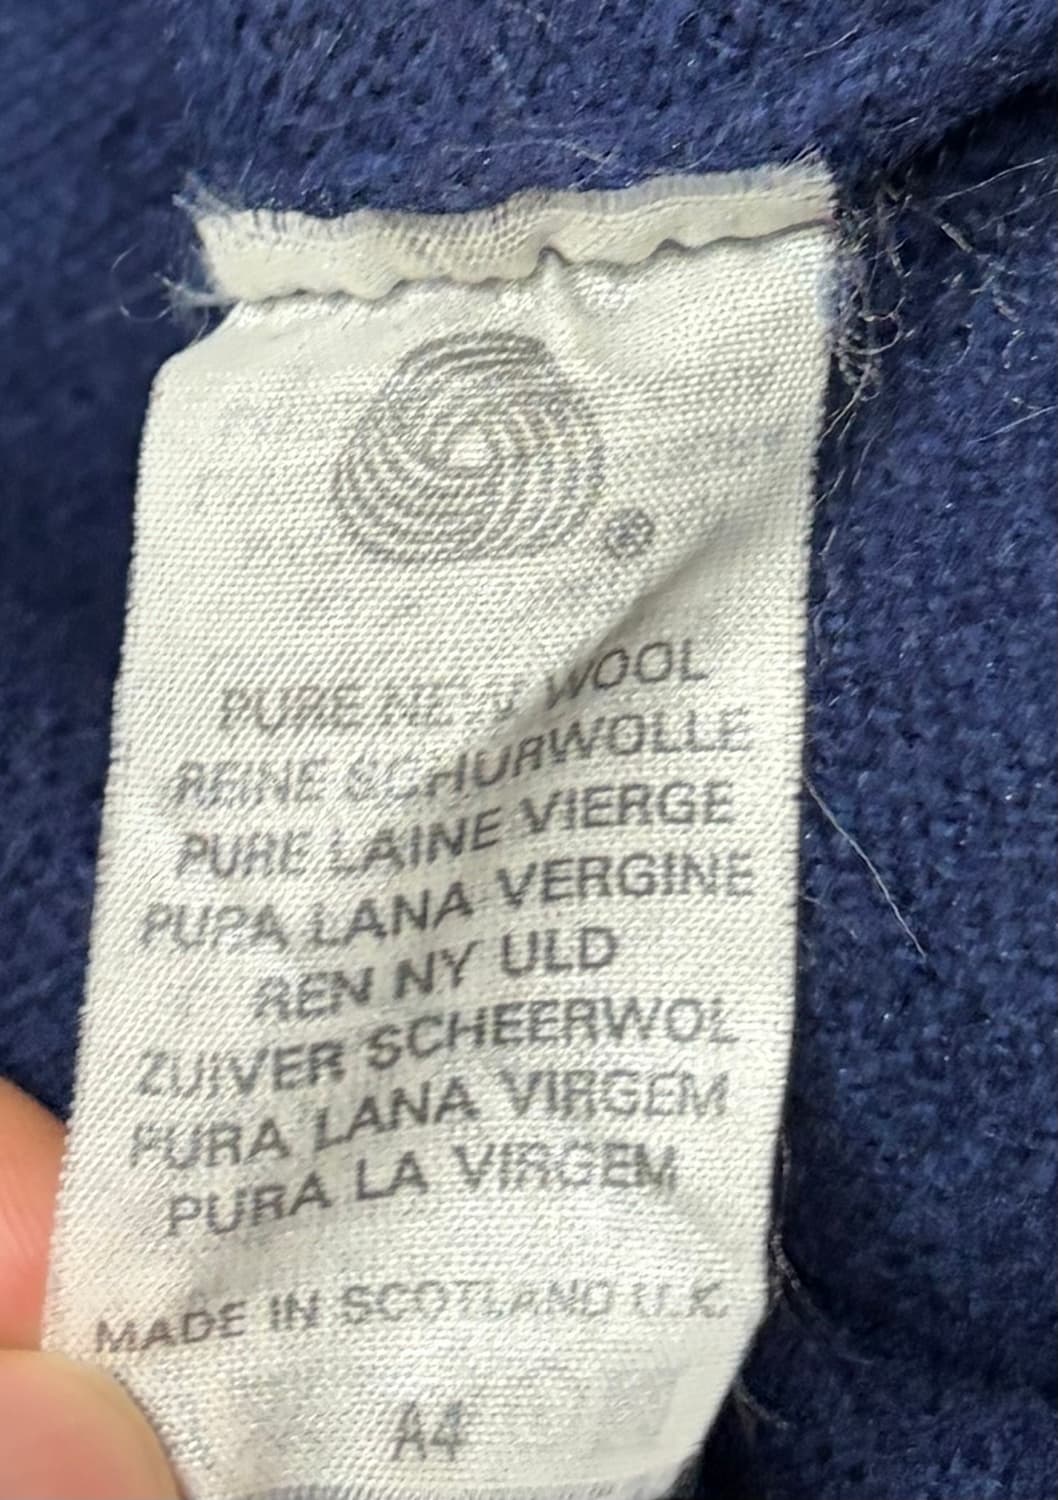 ®
PURE NEW WOOL
REINE SCHURWOLLE
PURE LAINE VIERGE
PURA LANA VERGINE
REN NY ULD
ZUIVER SCHEERWOL
PURA LANA VIRGEM
PURA LA VIRGEM
MADE IN SCOTLAND U.K.
A4